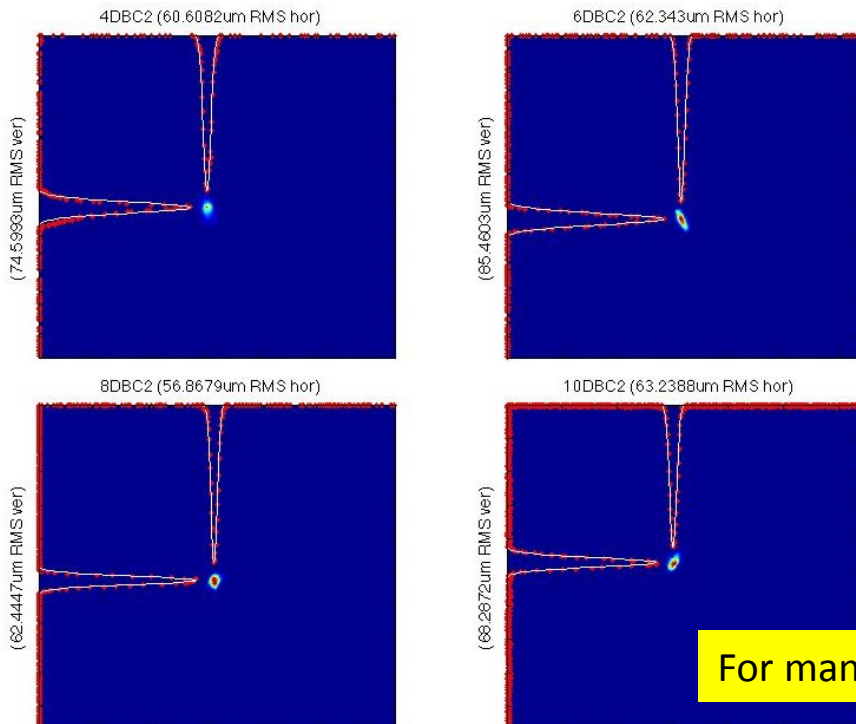 4DBC2 (60.6082um RMS hor)
(74.5993um RMS ver)
6DBC2 (62.343um RMS hor)
(85.4603um RMS ver)
8DBC2 (56.8679um RMS hor)
(62.4447um RMS ver)
10DBC2 (63.2388um RMS hor)
(68.2672um RMS ver)
For man